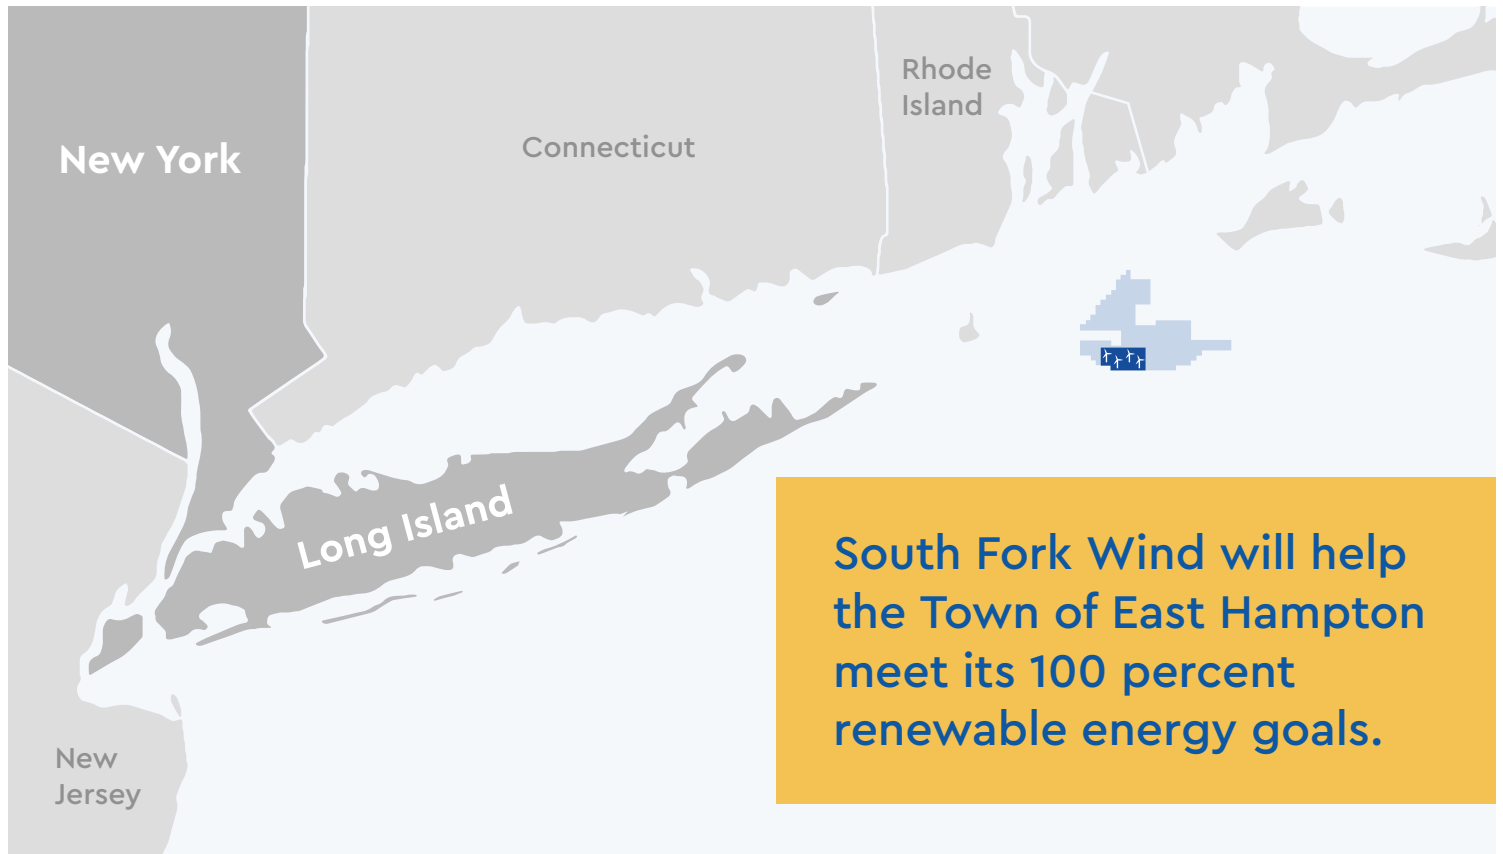 New York
Connecticut
Rhode
Island
Long Island
South Fork Wind will help
the Town of East Hampton
meet its 100 percent
renewable energy goals.
New
Jersey